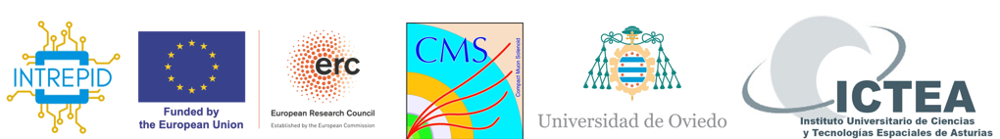 INTREPID
Funded by
the European Union
erc
European Research Council
Established by the European Commission
CMS
Compact Muon Solenoid
Universidad de Oviedo
ICTEA
Instituto Universitario de Ciencias
y Tecnologías Espaciales de Asturias